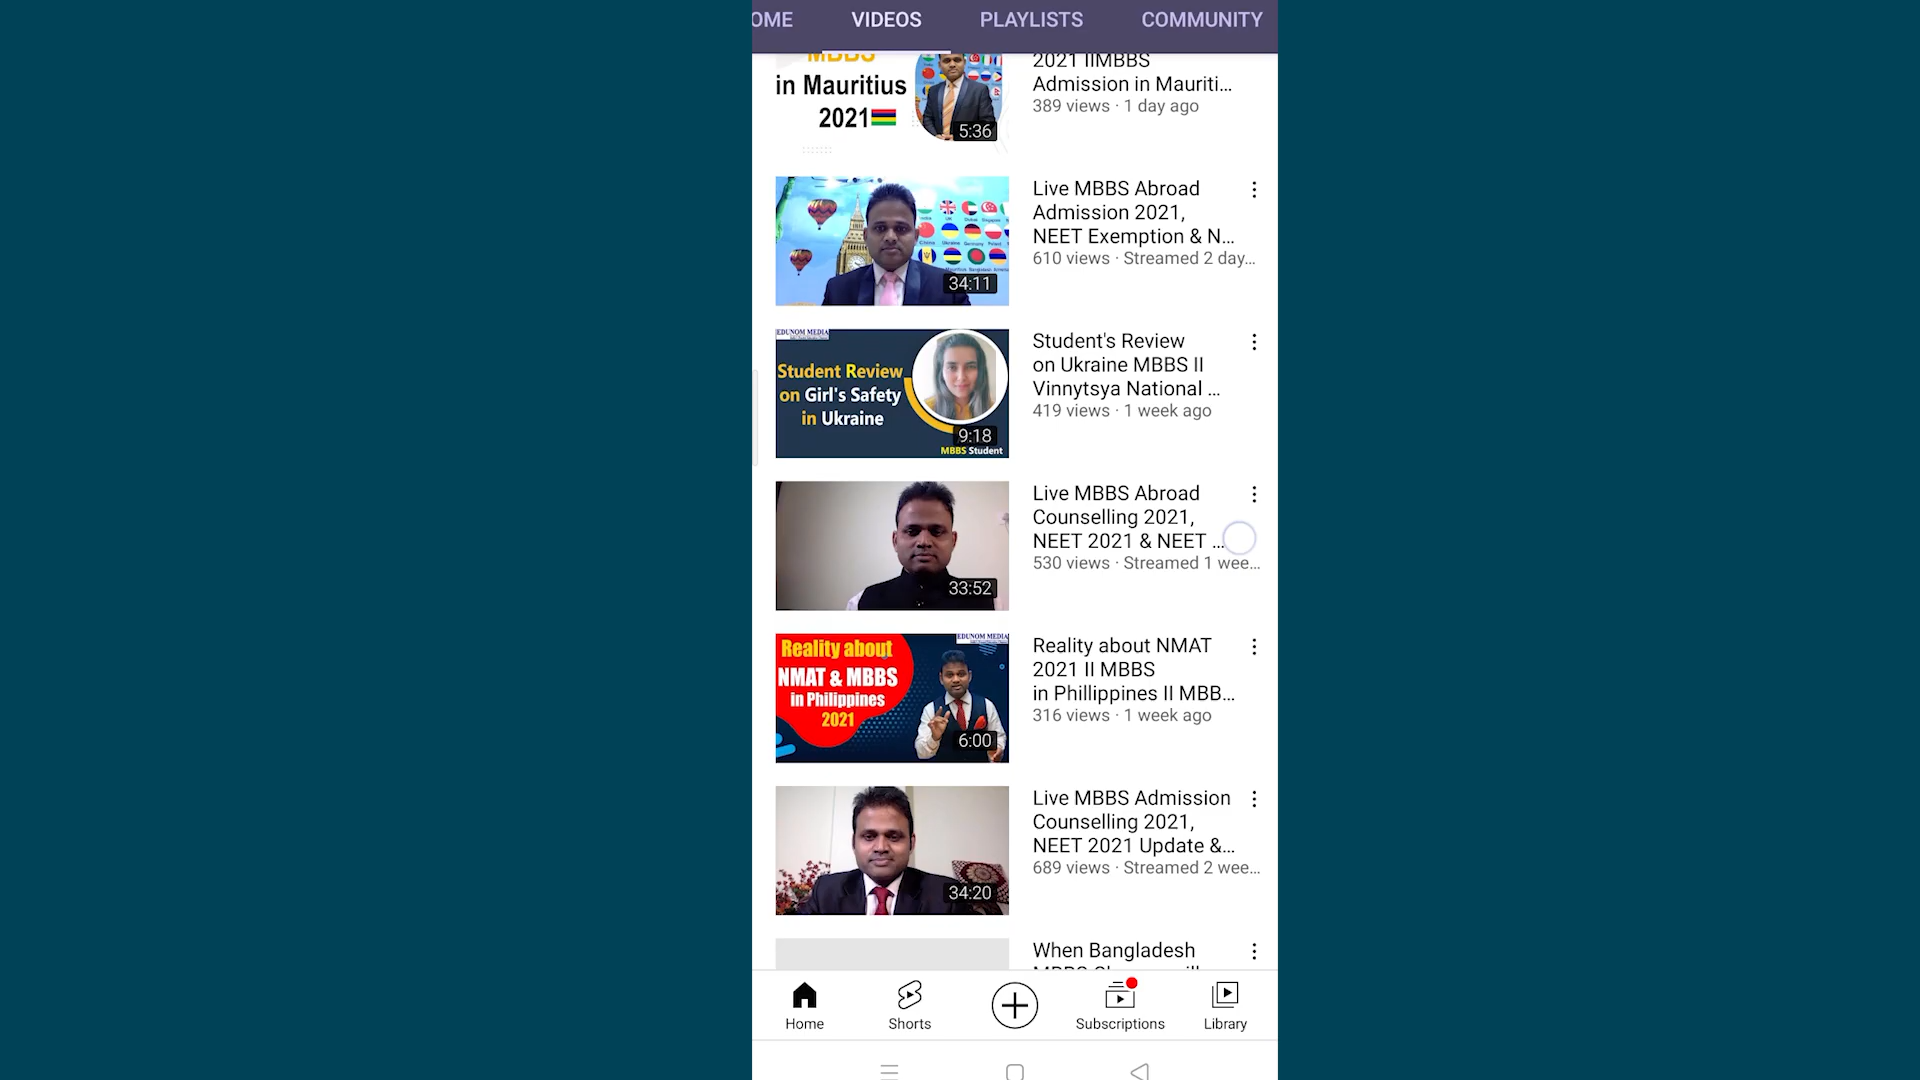 OME VIDEOS PLAYLISTS COMMUNITY
MBBS
in Mauritius
2021
5:36
2021 IIMBBS
Admission in Mauriti...
389 views · 1 day ago
34:11
Live MBBS Abroad
Admission 2021,
NEET Exemption & N...
610 views · Streamed 2 day...
EDUNOM MEDIA
Student Review
on Girl's Safety
in Ukraine
9:18
MBBS Student
Student's Review
on Ukraine MBBS II
Vinnytsya National ...
419 views · 1 week ago
33:52
Live MBBS Abroad
Counselling 2021,
NEET 2021 & NEET ...
530 views · Streamed 1 wee...
EDUNOM MEDIA
Reality about
NMAT & MBBS
in Philippines
2021
6:00
Reality about NMAT
2021 II MBBS
in Phillippines II MBB...
316 views · 1 week ago
34:20
Live MBBS Admission
Counselling 2021,
NEET 2021 Update &...
689 views · Streamed 2 wee...
When Bangladesh
Home Shorts Subscriptions Library